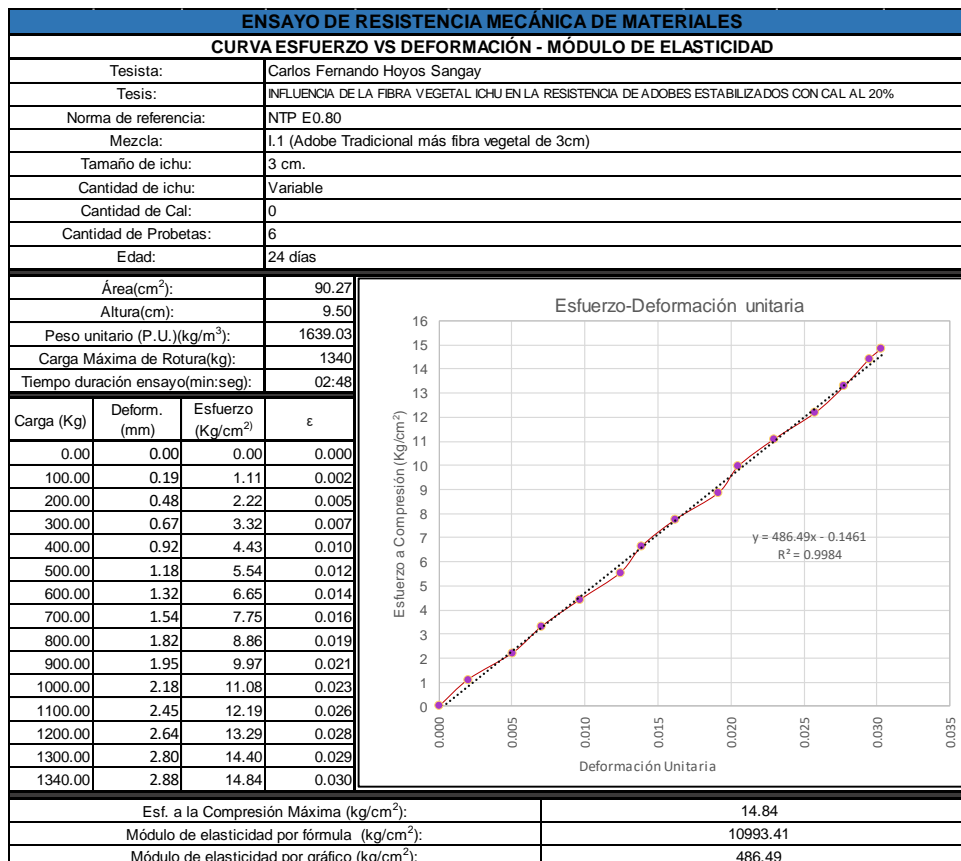 ENSAYO DE RESISTENCIA MECÁNICA DE MATERIALES
CURVA ESFUERZO VS DEFORMACIÓN - MÓDULO DE ELASTICIDAD
Tesista: Carlos Fernando Hoyos Sangay
Tesis: INFLUENCIA DE LA FIBRA VEGETAL ICHU EN LA RESISTENCIA DE ADOBES ESTABILIZADOS CON CAL AL 20%
Norma de referencia: NTP E0.80
Mezcla: I.1 (Adobe Tradicional más fibra vegetal de 3cm)
Tamaño de ichu: 3 cm.
Cantidad de ichu: Variable
Cantidad de Cal: 0
Cantidad de Probetas: 6
Edad: 24 días
Área(cm²): 90.27
Altura(cm): 9.50
Peso unitario (P.U.)(kg/m³): 1639.03
Carga Máxima de Rotura(kg): 1340
Tiempo duración ensayo(min:seg): 02:48
Carga (Kg) Deform. (mm) Esfuerzo (Kg/cm²⁾ ε
0.00 0.00 0.00 0.000
100.00 0.19 1.11 0.002
200.00 0.48 2.22 0.005
300.00 0.67 3.32 0.007
400.00 0.92 4.43 0.010
500.00 1.18 5.54 0.012
600.00 1.32 6.65 0.014
700.00 1.54 7.75 0.016
800.00 1.82 8.86 0.019
900.00 1.95 9.97 0.021
1000.00 2.18 11.08 0.023
1100.00 2.45 12.19 0.026
1200.00 2.64 13.29 0.028
1300.00 2.80 14.40 0.029
1340.00 2.88 14.84 0.030
Esfuerzo-Deformación unitaria
Esfuerzo a Compresión (Kg/cm²)
16
15
14
13
12
11
10
9
8
7
6
5
4
3
2
1
0
y = 486.49x - 0.1461
R² = 0.9984
0.000 0.005 0.010 0.015 0.020 0.025 0.030 0.035
Deformación Unitaria
Esf. a la Compresión Máxima (kg/cm²): 14.84
Módulo de elasticidad por fórmula (kg/cm²): 10993.41
Módulo de elasticidad por gráfico (kg/cm²): 486.49